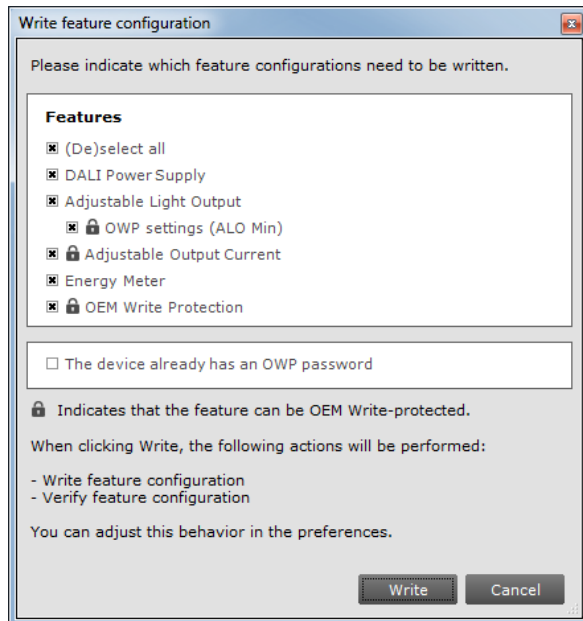 Write feature configuration
Please indicate which feature configurations need to be written.
Features
(De)select all
DALI Power Supply
Adjustable Light Output
OWP settings (ALO Min)
Adjustable Output Current
Energy Meter
OEM Write Protection
The device already has an OWP password
Indicates that the feature can be OEM Write-protected.
When clicking Write, the following actions will be performed:
- Write feature configuration
- Verify feature configuration
You can adjust this behavior in the preferences.
Write Cancel